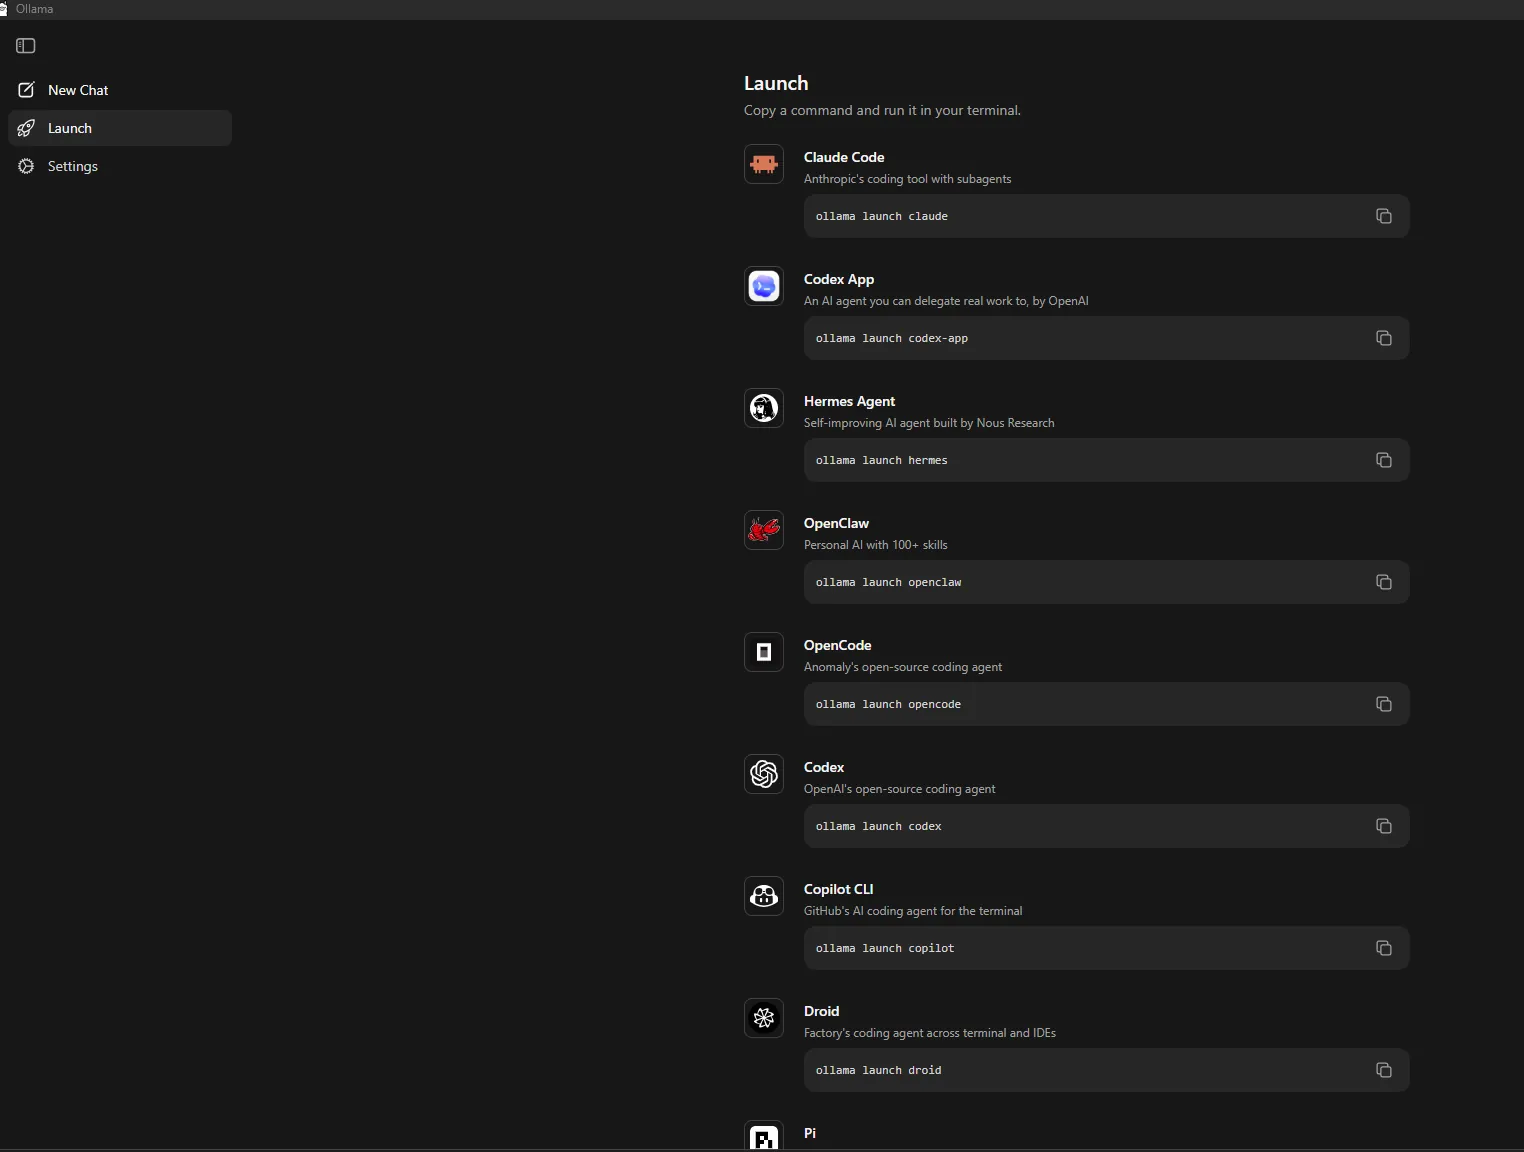 Ollama
New Chat
Launch
Settings
Launch
Copy a command and run it in your terminal.
Claude Code
Anthropic's coding tool with subagents
ollama launch claude
Codex App
An AI agent you can delegate real work to, by OpenAI
ollama launch codex-app
Hermes Agent
Self-improving AI agent built by Nous Research
ollama launch hermes
OpenClaw
Personal AI with 100+ skills
ollama launch openclaw
OpenCode
Anomaly's open-source coding agent
ollama launch opencode
Codex
OpenAI's open-source coding agent
ollama launch codex
Copilot CLI
GitHub's AI coding agent for the terminal
ollama launch copilot
Droid
Factory's coding agent across terminal and IDEs
ollama launch droid
Pi